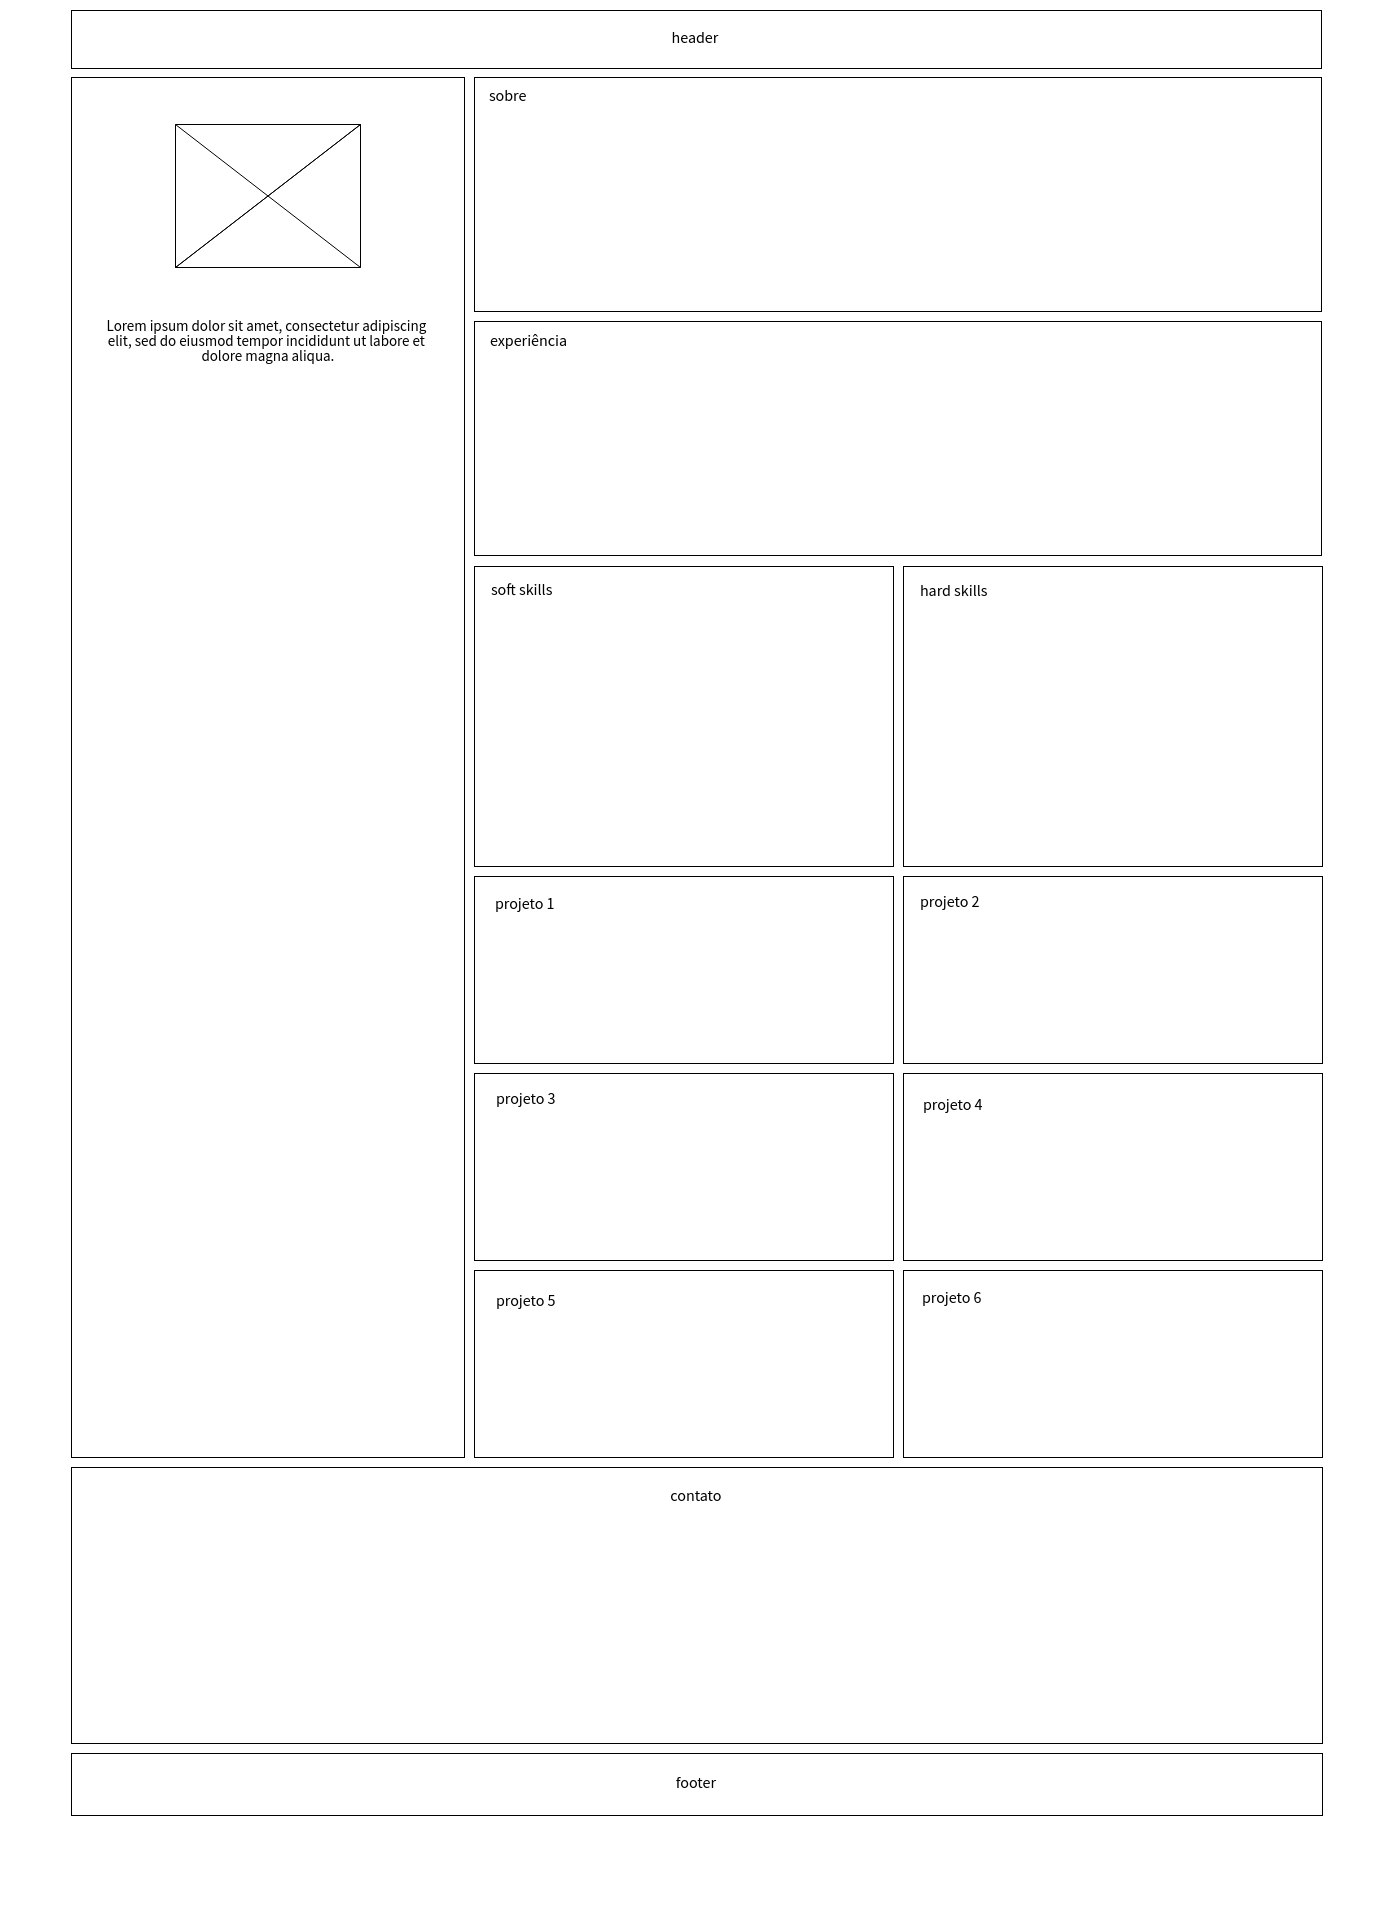 header
Lorem ipsum dolor sit amet, consectetur adipiscing
elit, sed do eiusmod tempor incididunt ut labore et
dolore magna aliqua.
sobre
experiência
soft skills
hard skills
projeto 1
projeto 2
projeto 3
projeto 4
projeto 5
projeto 6
contato
footer